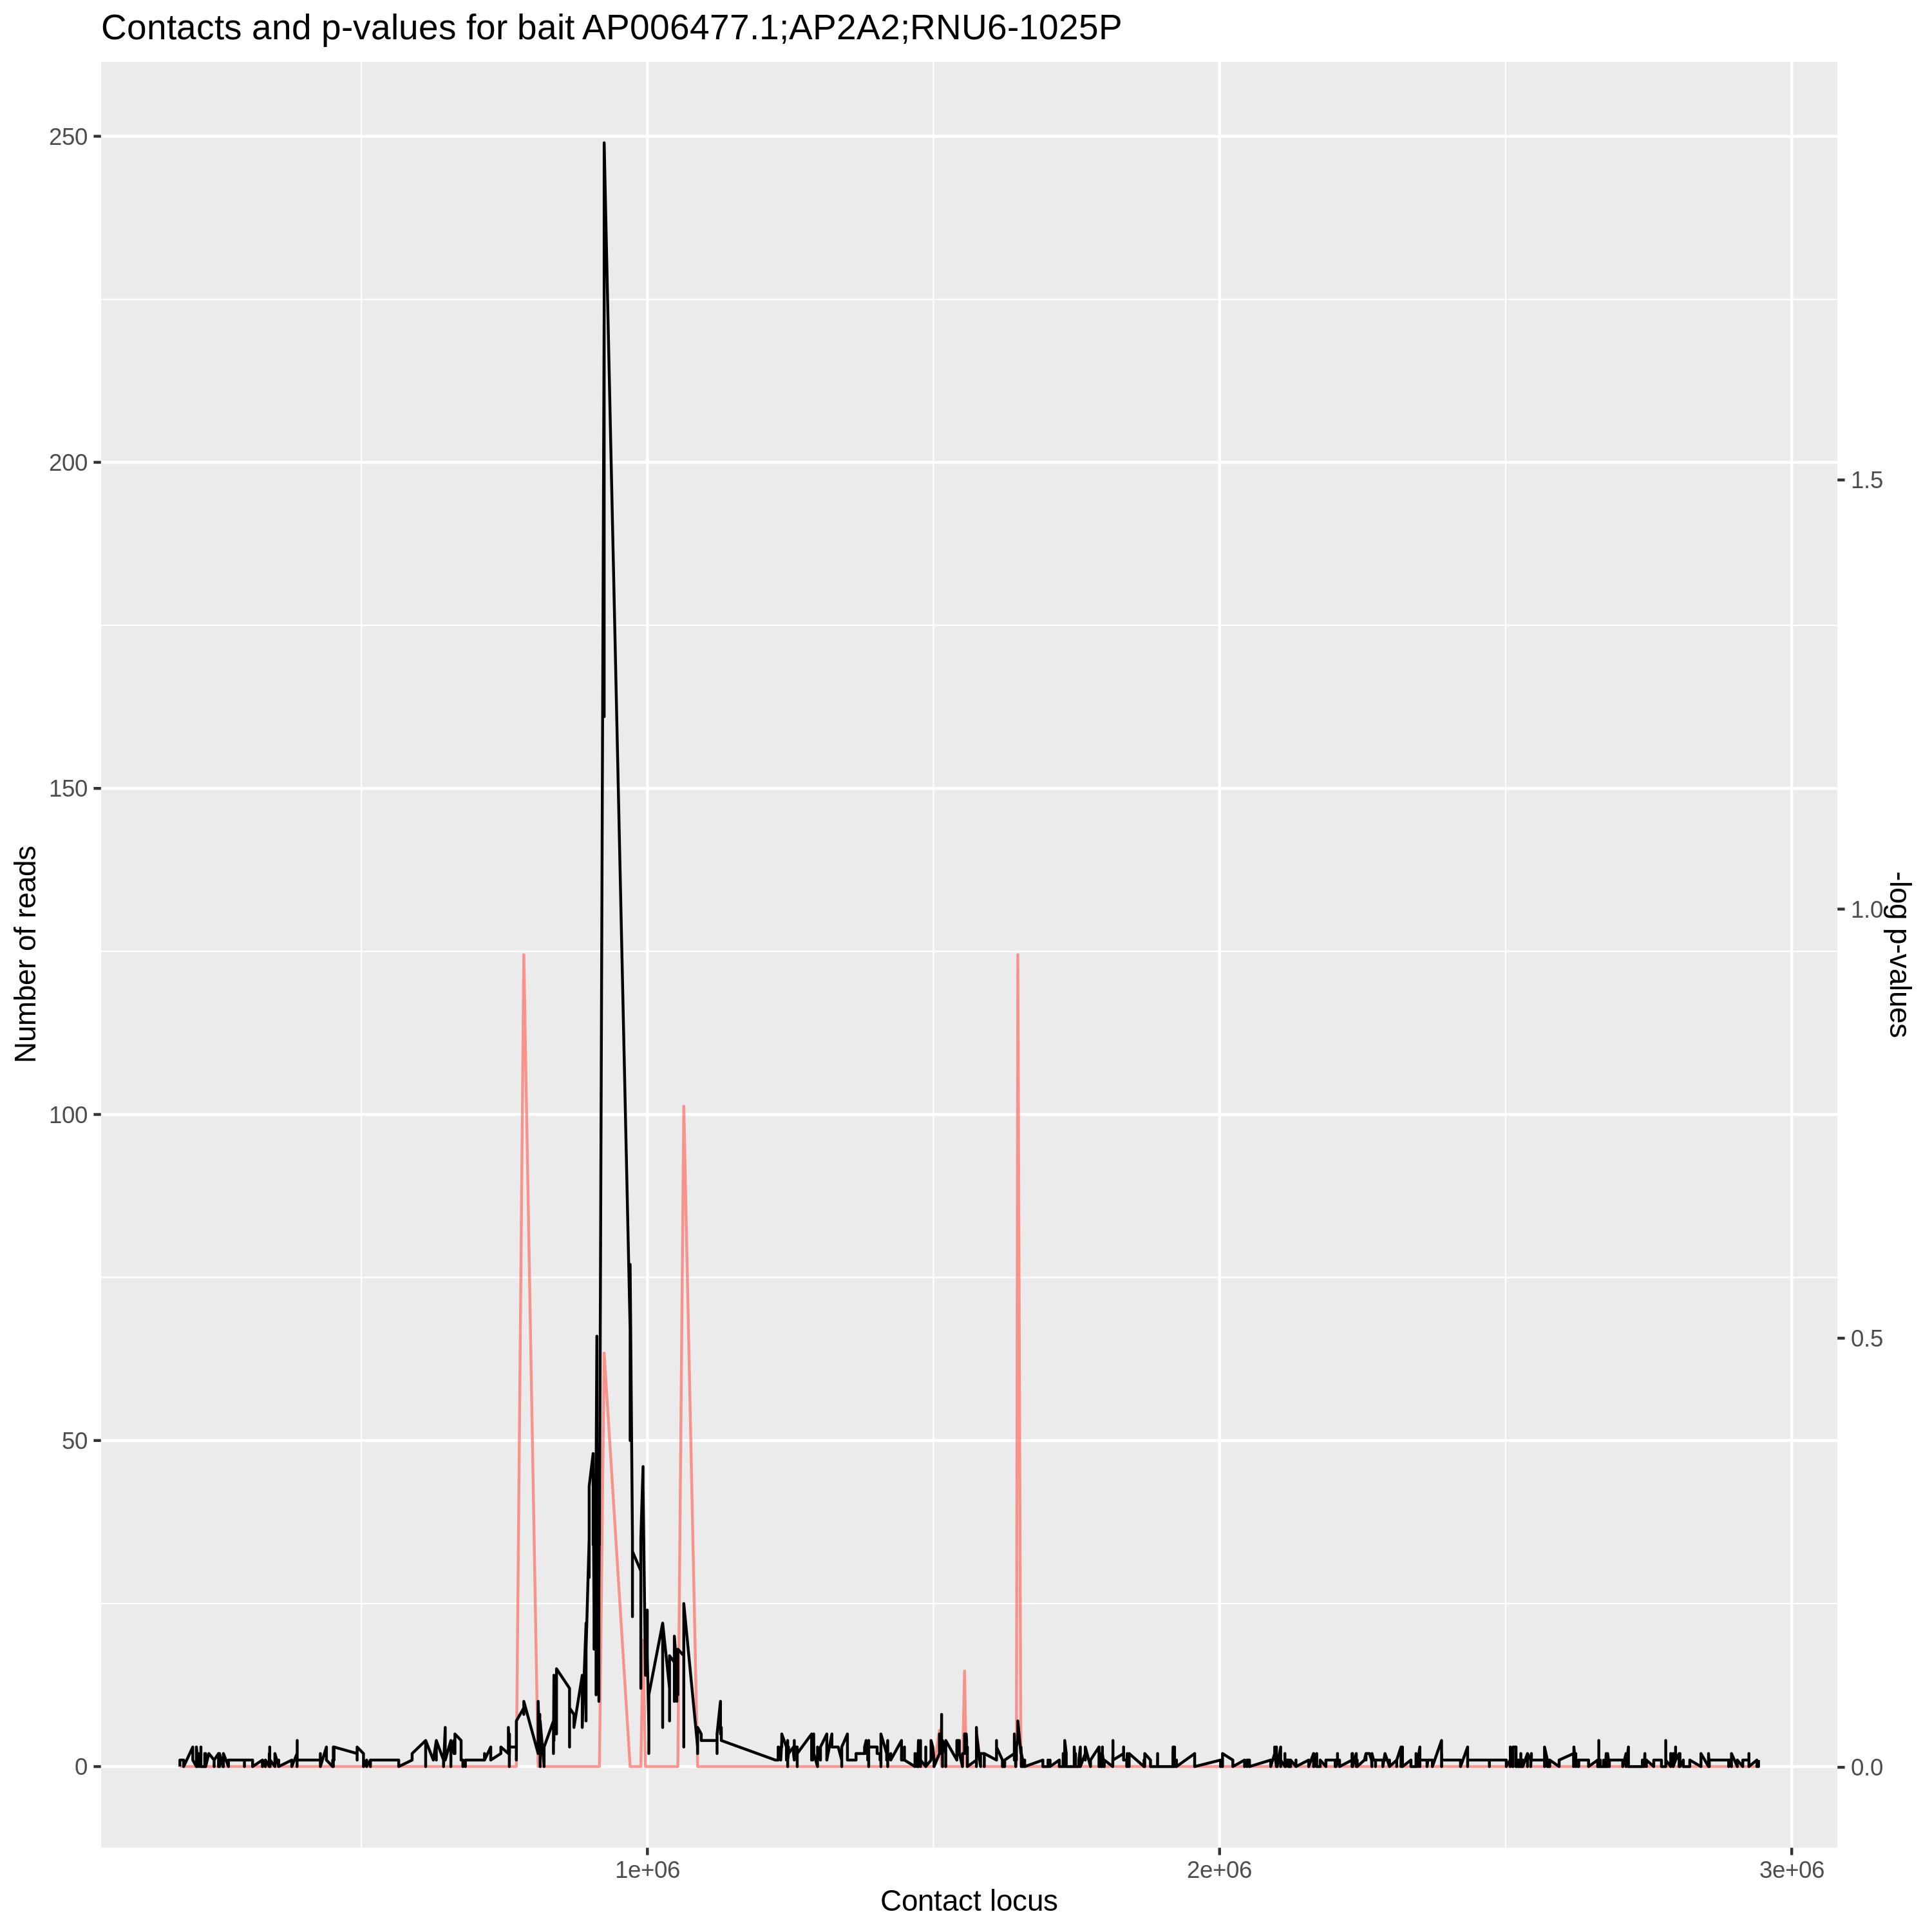 Contacts and p-values for bait AP006477.1;AP2A2;RNU6-1025P
250
200
150
100
50
0
Number of reads
1.5
1.0
0.5
0.0
-log p-values
1e+06
2e+06
3e+06
Contact locus